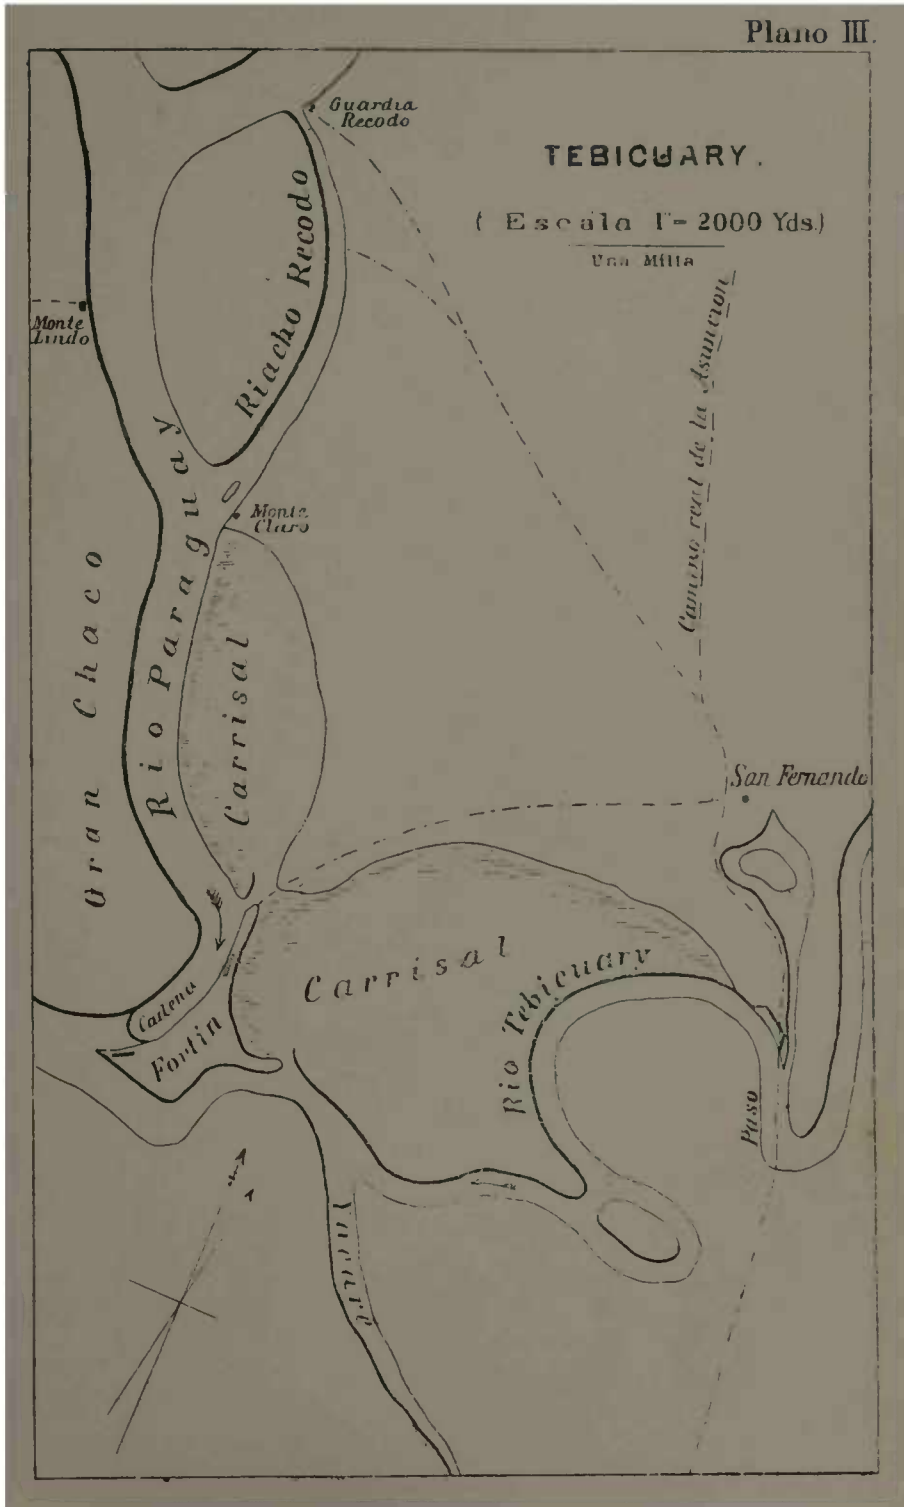 Plano III.
Guardia
Recodo
TEBICUARY.
( Escala 1"= 2000 Yds.)
Una Milla
Riacho Recodo
Monte
Lindo
Camino real de la Asuncion
Rio Paraguay
Monte
Claro
Gran Chaco
Carrisal
San Fernando
Carrisal
Rio Tebicuary
Cadena
Fortin
Paso